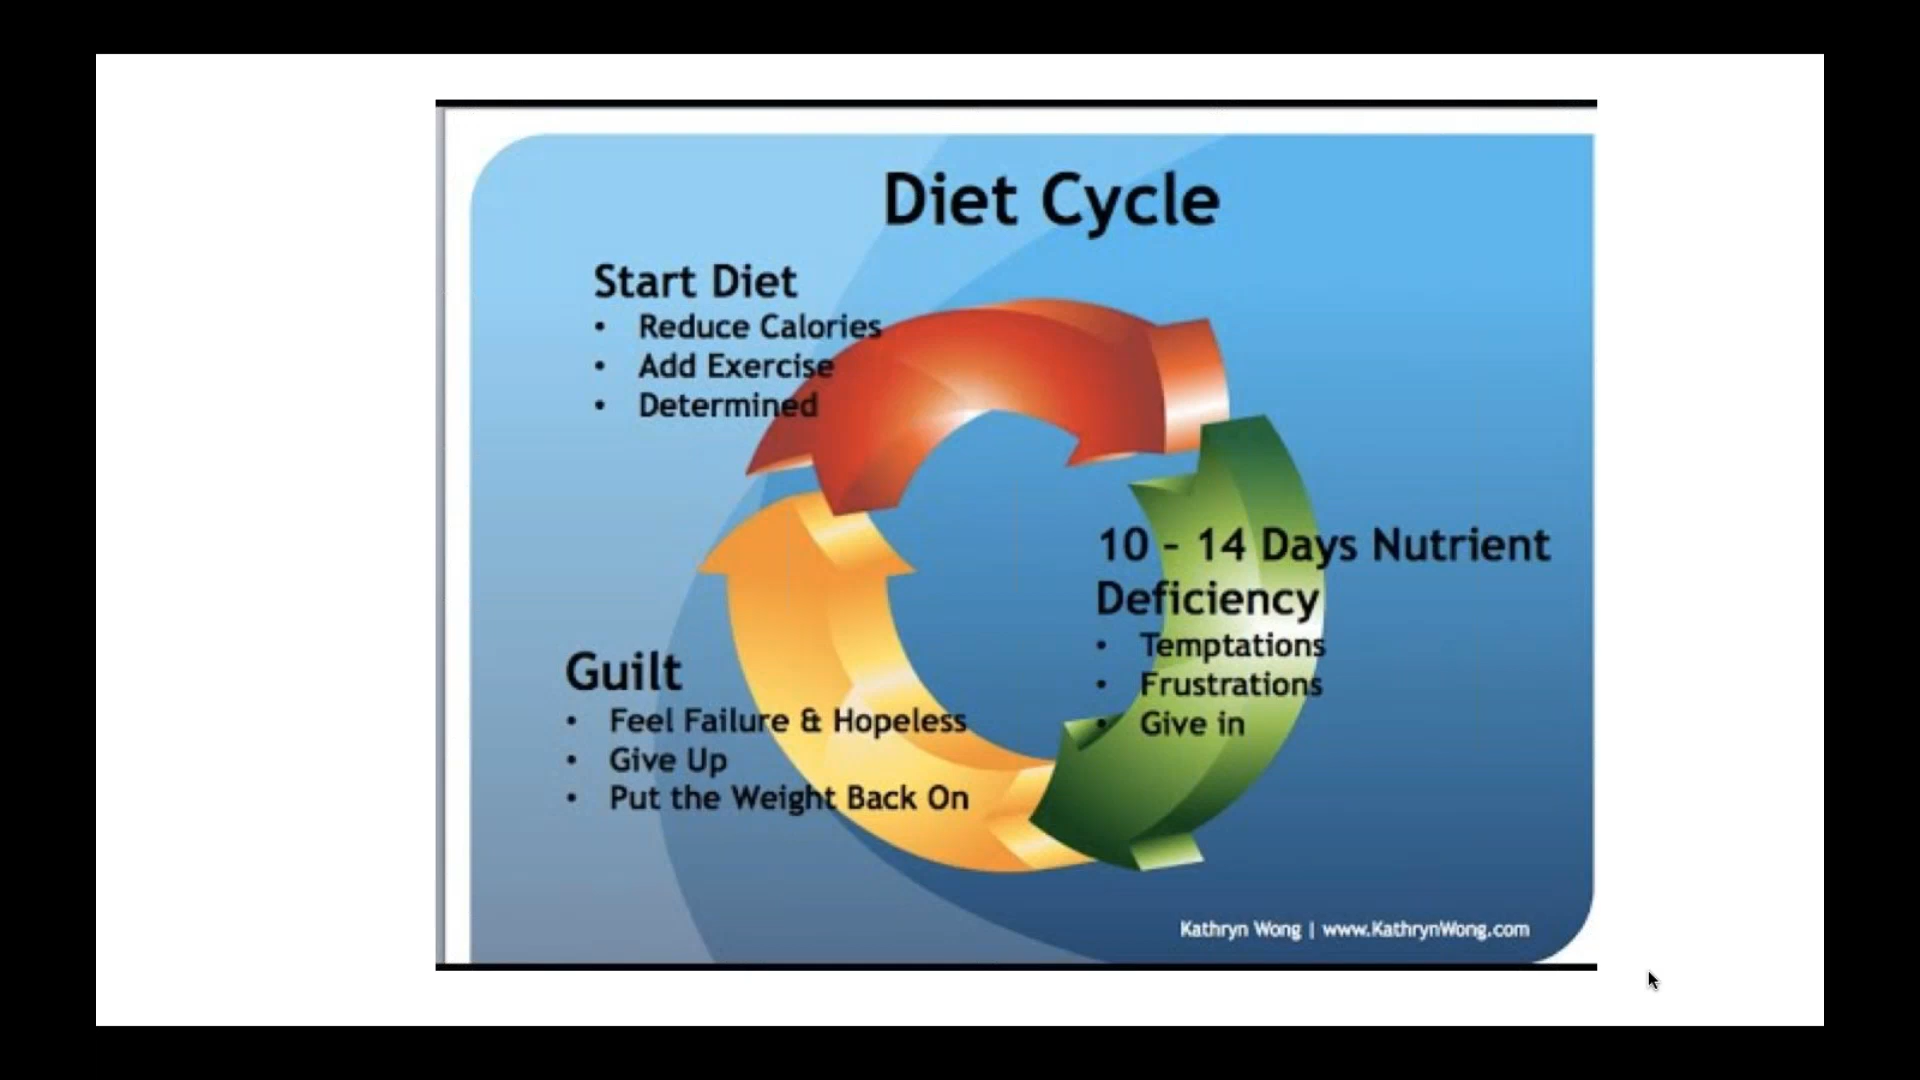 Diet Cycle
Start Diet
• Reduce Calories
• Add Exercise
• Determined
10 – 14 Days Nutrient
Deficiency
• Temptations
• Frustrations
• Give in
Guilt
• Feel Failure & Hopeless
• Give Up
• Put the Weight Back On
Kathryn Wong | www.KathrynWong.com